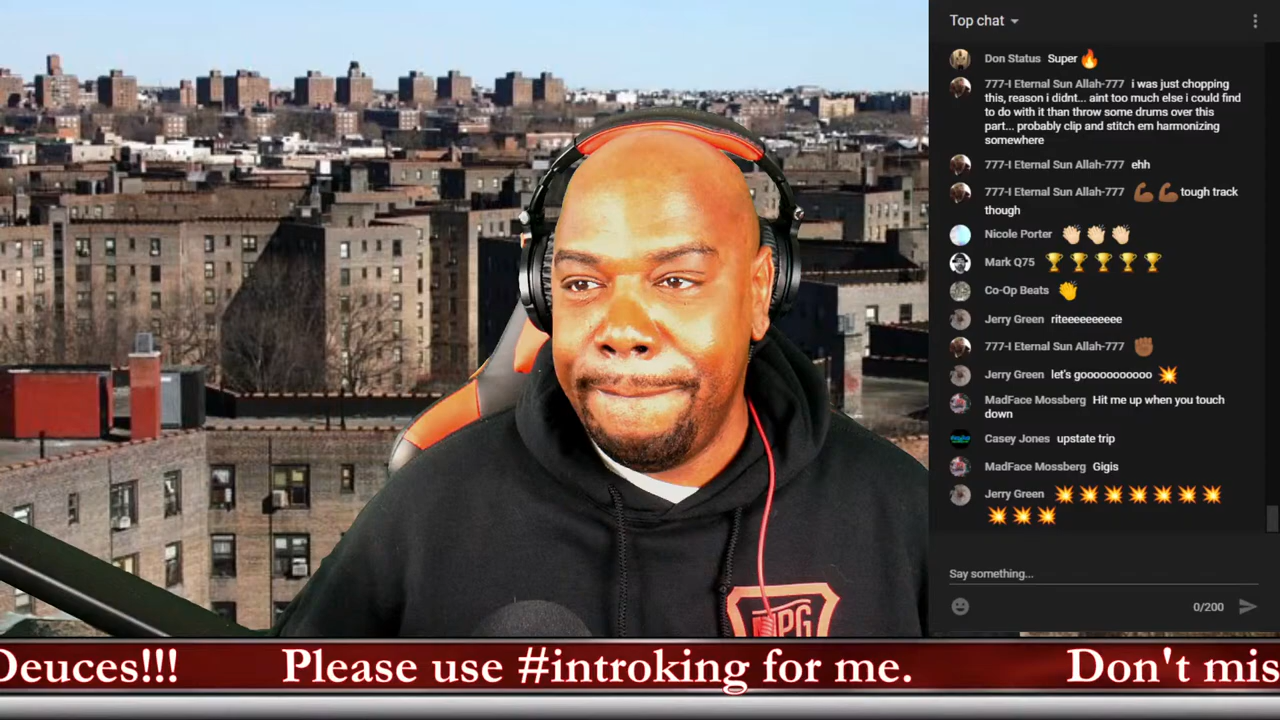 Top chat
Don Status Super
777-I Eternal Sun Allah-777 i was just chopping
this, reason i didnt... aint too much else i could find
to do with it than throw some drums over this
part... probably clip and stitch em harmonizing
somewhere
777-I Eternal Sun Allah-777 ehh
777-I Eternal Sun Allah-777 tough track
though
Nicole Porter
Mark Q75
Co-Op Beats
Jerry Green riteeeeeeeeee
777-I Eternal Sun Allah-777
Jerry Green let's gooooooooooo
MadFace Mossberg Hit me up when you touch
down
Casey Jones upstate trip
MadFace Mossberg Gigis
Jerry Green
Say something...
0/200
Deuces!!! Please use #introking for me. Don't mis